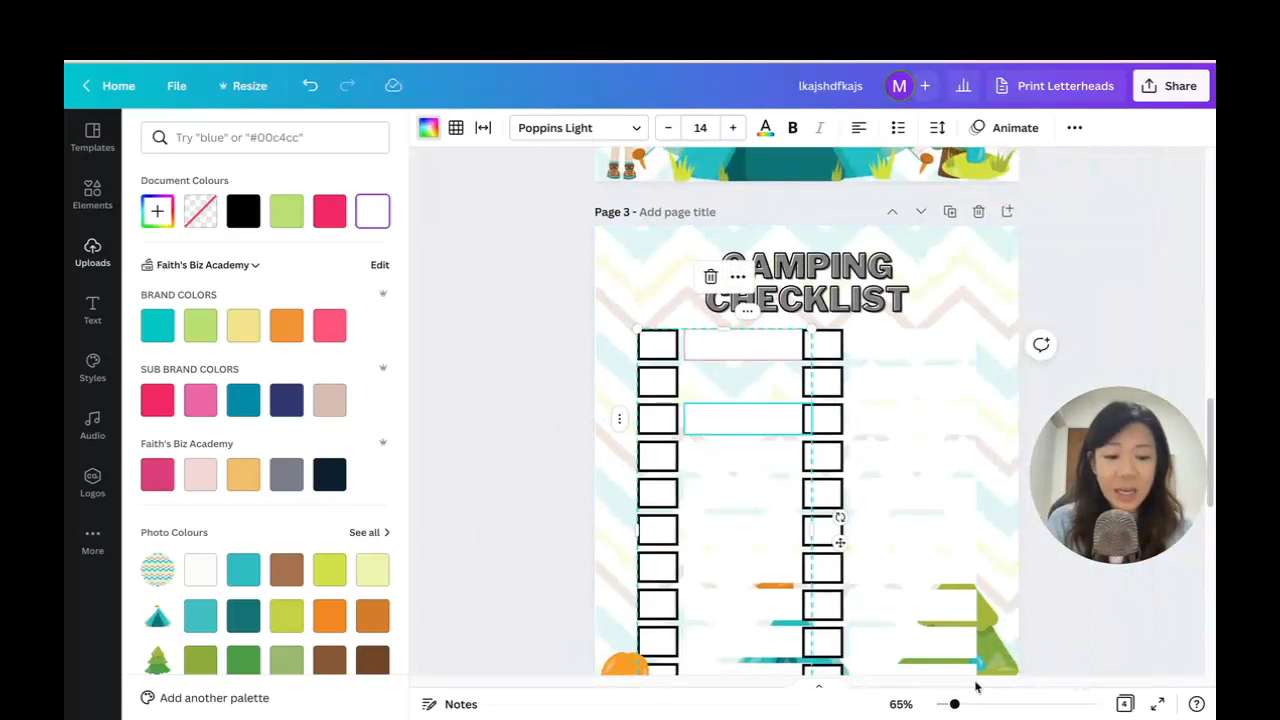 Home File Resize lkajshdfkajs M + Print Letterheads Share
Templates
Elements
Uploads
Text
Styles
Audio
CO.
Logos
More
Try "blue" or "#00c4cc"
Document Colours
Faith's Biz Academy Edit
BRAND COLORS
SUB BRAND COLORS
Faith's Biz Academy
Photo Colours See all
Add another palette
Poppins Light − 14 + A B I Animate
Page 3 - Add page title
CAMPING
CHECKLIST
Notes 65% 4 ?